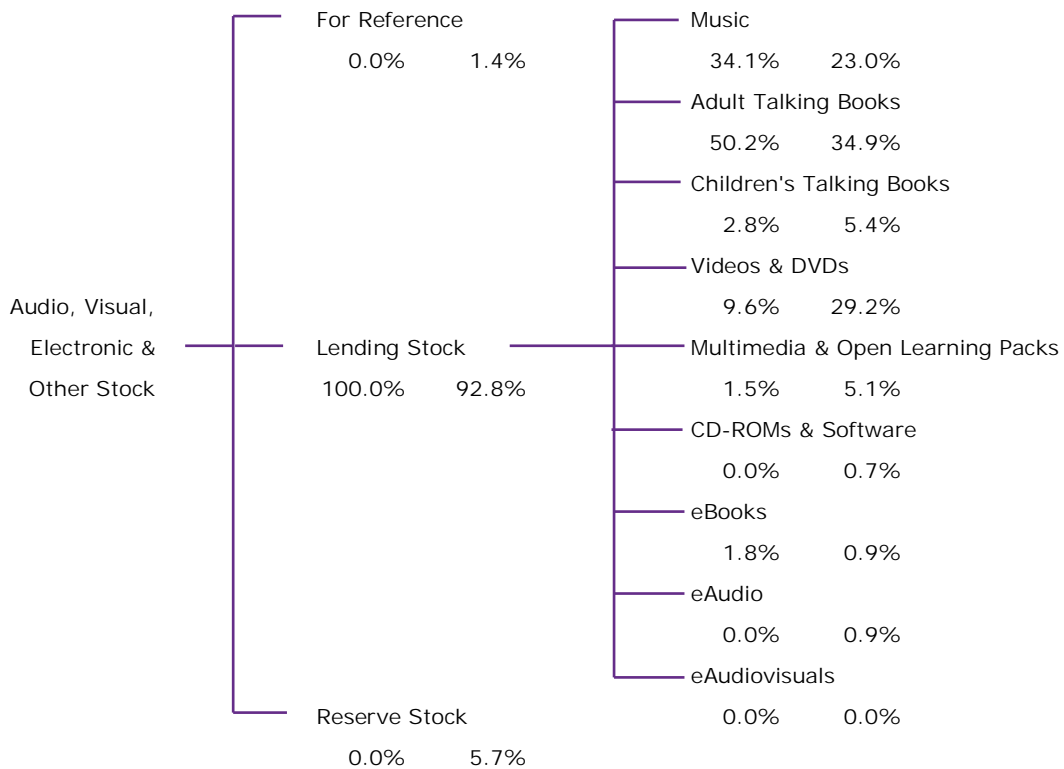 For Reference
0.0% 1.4%
Audio, Visual,
Electronic &
Other Stock
Lending Stock
100.0% 92.8%
Reserve Stock
0.0% 5.7%
Music
34.1% 23.0%
Adult Talking Books
50.2% 34.9%
Children's Talking Books
2.8% 5.4%
Videos & DVDs
9.6% 29.2%
Multimedia & Open Learning Packs
1.5% 5.1%
CD-ROMs & Software
0.0% 0.7%
eBooks
1.8% 0.9%
eAudio
0.0% 0.9%
eAudiovisuals
0.0% 0.0%